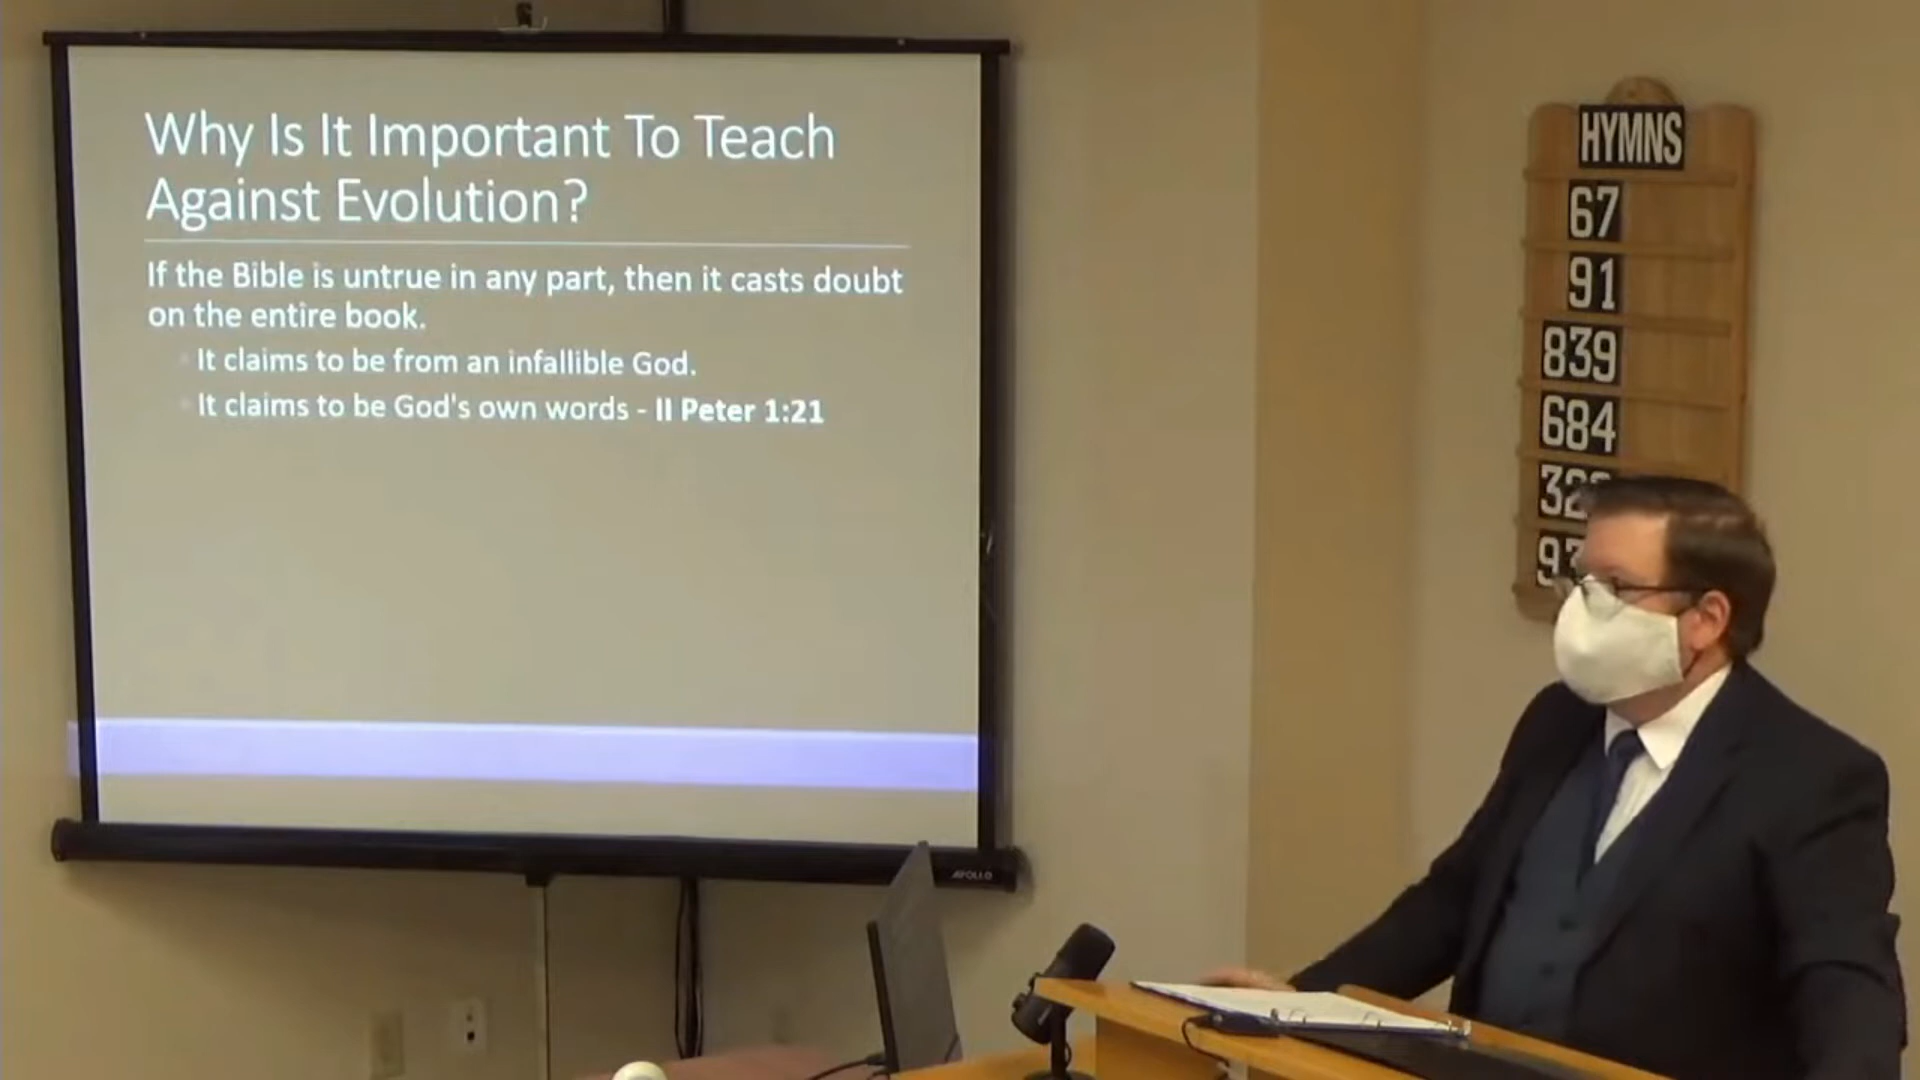 Why Is It Important To Teach
Against Evolution?
If the Bible is untrue in any part, then it casts doubt
on the entire book.
It claims to be from an infallible God.
It claims to be God's own words - II Peter 1:21
APOLLO
HYMNS
67
91
839
684